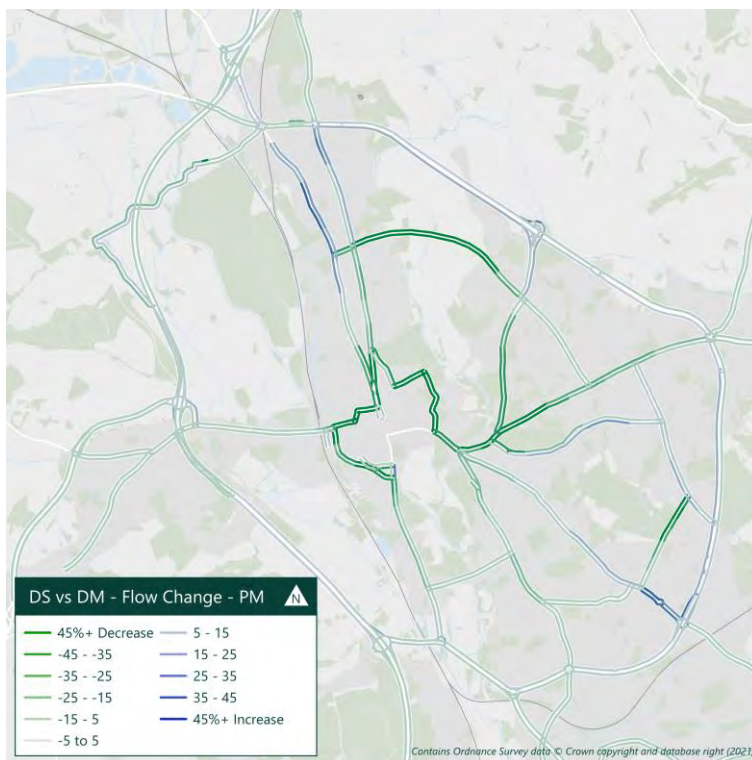 DS vs DM - Flow Change - PM
N
45%+ Decrease
-45 - -35
-35 - -25
-25 - -15
-15 - 5
-5 to 5
5 - 15
15 - 25
25 - 35
35 - 45
45%+ Increase
Contains Ordnance Survey data © Crown copyright and database right (2021)